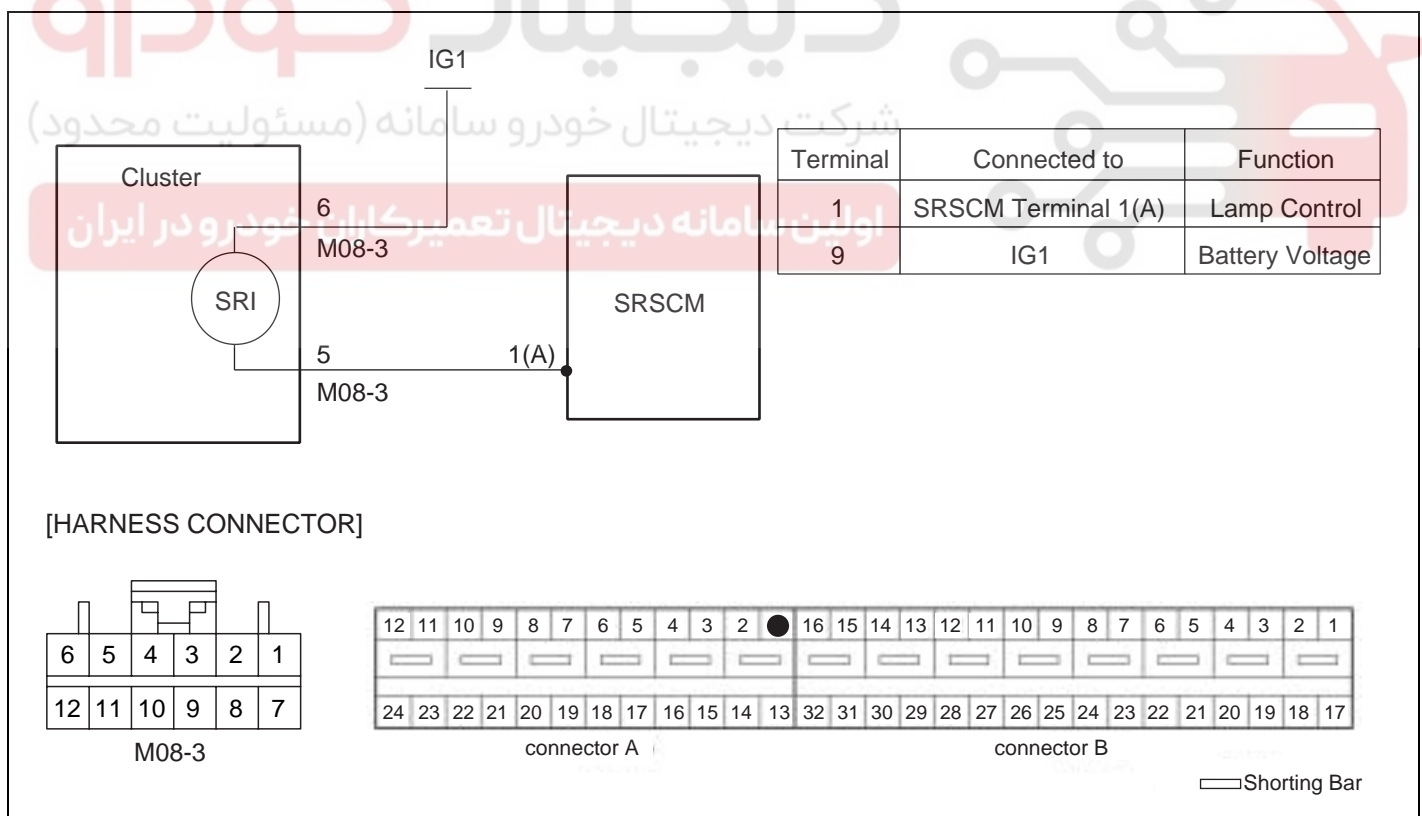 دیجیتال خودرو
شرکت دیجیتال خودرو سامانه (مسئولیت محدود)
اولین سامانه دیجیتال تعمیرکاران خودرو در ایران
IG1
Cluster
6
M08-3
SRI
5
M08-3
1(A)
SRSCM
Terminal Connected to Function
1 SRSCM Terminal 1(A) Lamp Control
9 IG1 Battery Voltage
[HARNESS CONNECTOR]
6 5 4 3 2 1
12 11 10 9 8 7
M08-3
12 11 10 9 8 7 6 5 4 3 2 16 15 14 13 12 11 10 9 8 7 6 5 4 3 2 1
24 23 22 21 20 19 18 17 16 15 14 13 32 31 30 29 28 27 26 25 24 23 22 21 20 19 18 17
connector A
connector B
Shorting Bar